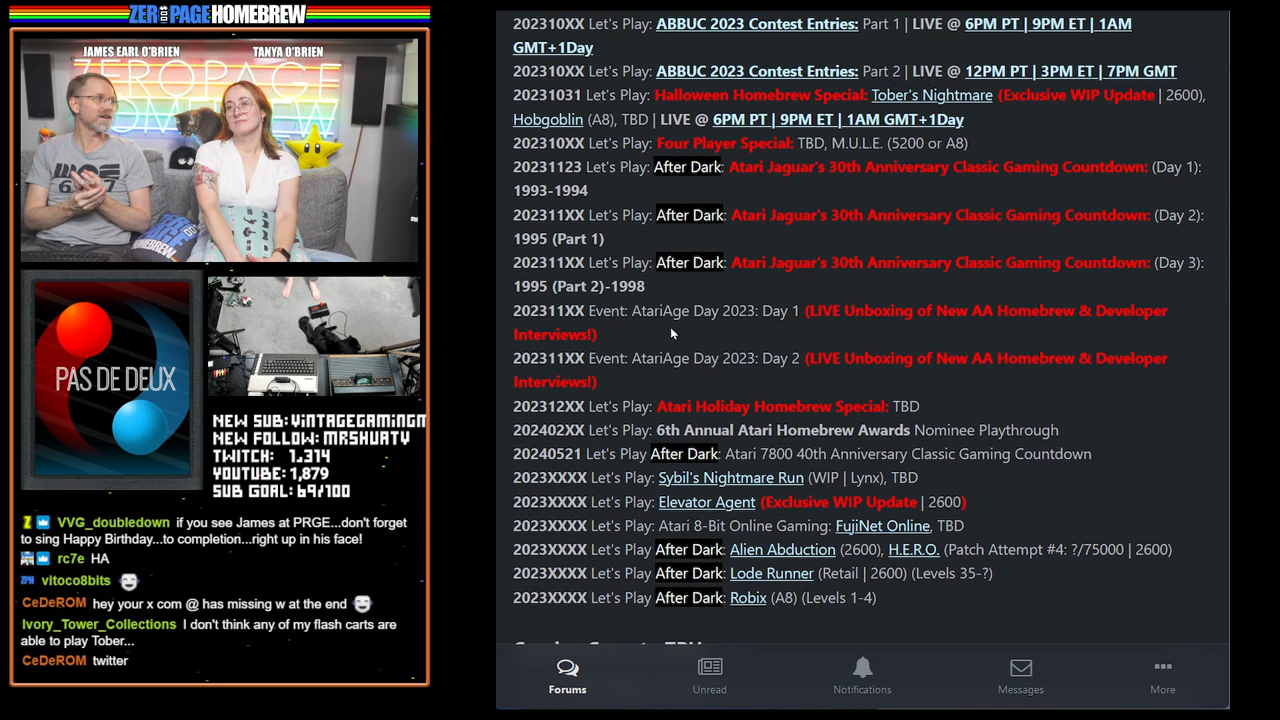 ZEROPAGE HOMEBREW
JAMES EARL O'BRIEN
TANYA O'BRIEN
ZEROPAGE
HOMEBREW
PAS DE DEUX
NEW SUB: VINTAGEGAMINGM
NEW FOLLOW: MRSHUATY
TWITCH: 1,314
YOUTUBE: 1,879
SUB GOAL: 69/100
VVG_doubledown if you see James at PRGE...don't forget
to sing Happy Birthday...to completion...right up in his face!
rc7e HA
vitoco8bits
CeDeROM hey your x com @ has missing w at the end
Ivory_Tower_Collections I don't think any of my flash carts are
able to play Tober...
CeDeROM twitter
202310XX Let's Play: ABBUC 2023 Contest Entries: Part 1 | LIVE @ 6PM PT | 9PM ET | 1AM
GMT+1Day
202310XX Let's Play: ABBUC 2023 Contest Entries: Part 2 | LIVE @ 12PM PT | 3PM ET | 7PM GMT
20231031 Let's Play: Halloween Homebrew Special: Tober's Nightmare (Exclusive WIP Update | 2600),
Hobgoblin (A8), TBD | LIVE @ 6PM PT | 9PM ET | 1AM GMT+1Day
202310XX Let's Play: Four Player Special: TBD, M.U.L.E. (5200 or A8)
20231123 Let's Play: After Dark: Atari Jaguar's 30th Anniversary Classic Gaming Countdown: (Day 1):
1993-1994
202311XX Let's Play: After Dark: Atari Jaguar's 30th Anniversary Classic Gaming Countdown: (Day 2):
1995 (Part 1)
202311XX Let's Play: After Dark: Atari Jaguar's 30th Anniversary Classic Gaming Countdown: (Day 3):
1995 (Part 2)-1998
202311XX Event: AtariAge Day 2023: Day 1 (LIVE Unboxing of New AA Homebrew & Developer
Interviews!)
202311XX Event: AtariAge Day 2023: Day 2 (LIVE Unboxing of New AA Homebrew & Developer
Interviews!)
202312XX Let's Play: Atari Holiday Homebrew Special: TBD
202402XX Let's Play: 6th Annual Atari Homebrew Awards Nominee Playthrough
20240521 Let's Play After Dark: Atari 7800 40th Anniversary Classic Gaming Countdown
2023XXXX Let's Play: Sybil's Nightmare Run (WIP | Lynx), TBD
2023XXXX Let's Play: Elevator Agent (Exclusive WIP Update | 2600)
2023XXXX Let's Play: Atari 8-Bit Online Gaming: FujiNet Online, TBD
2023XXXX Let's Play After Dark: Alien Abduction (2600), H.E.R.O. (Patch Attempt #4: ?/75000 | 2600)
2023XXXX Let's Play After Dark: Lode Runner (Retail | 2600) (Levels 35-?)
2023XXXX Let's Play After Dark: Robix (A8) (Levels 1-4)
Forums
Unread
Notifications
Messages
More